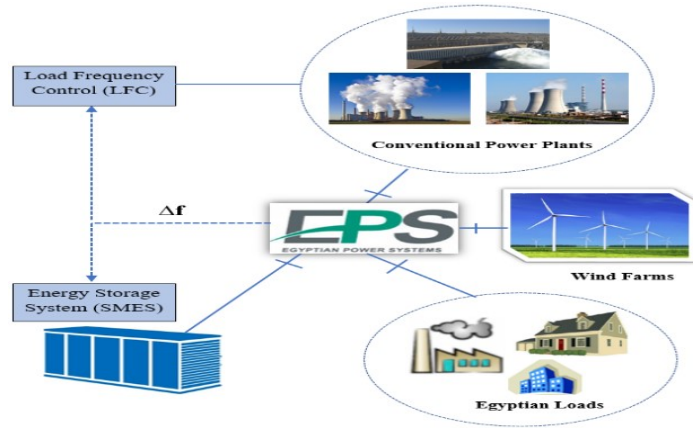 Load Frequency
Control (LFC)
Conventional Power Plants
Δf
EPS
EGYPTIAN POWER SYSTEMS
Wind Farms
Energy Storage
System (SMES)
Egyptian Loads